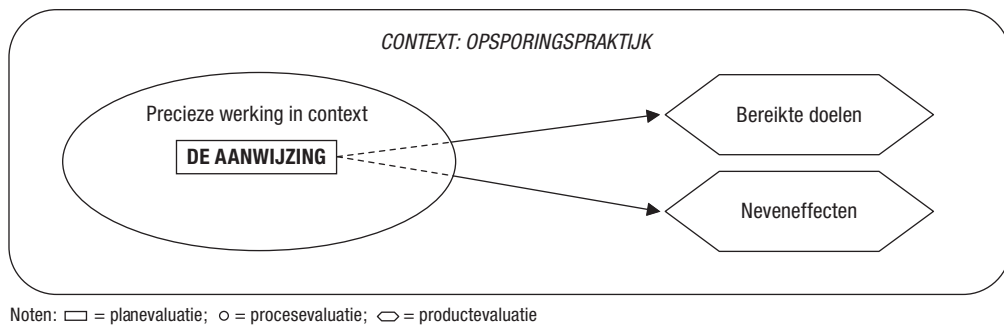 CONTEXT: OPSPORINGSPRAKTIJK
Precieze werking in context
DE AANWIJZING
Bereikte doelen
Neveneffecten
Noten: = planevaluatie; = procesevaluatie; = productevaluatie